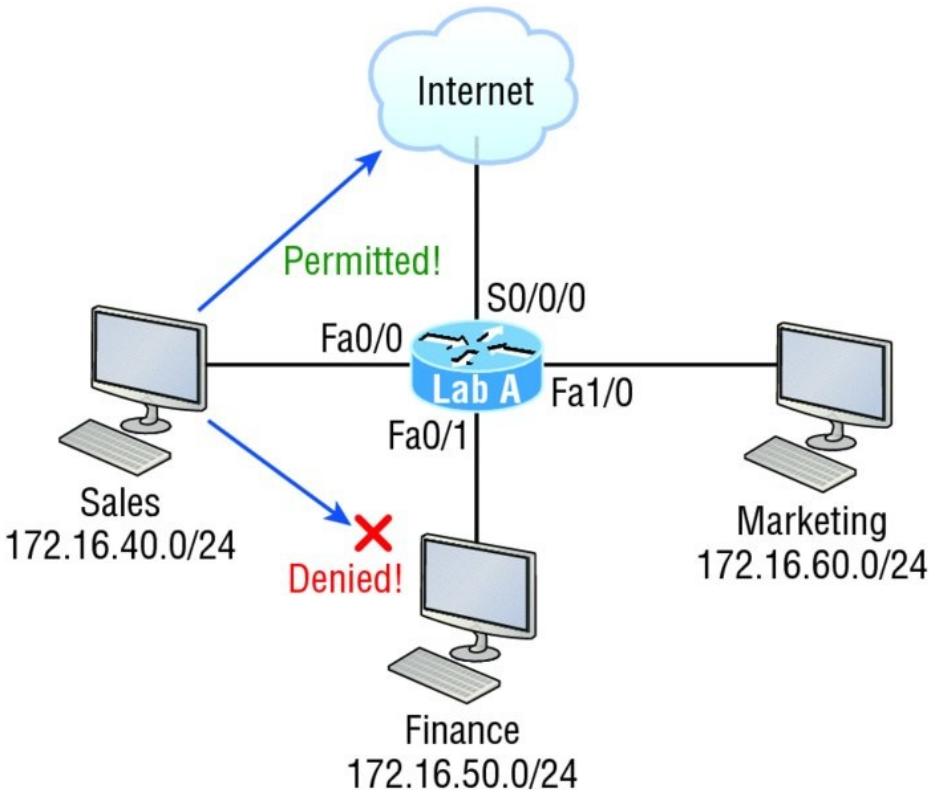 Internet
Permitted!
S0/0/0
Fa0/0
Lab A
Fa1/0
Fa0/1
Sales
172.16.40.0/24
Marketing
172.16.60.0/24
Denied!
Finance
172.16.50.0/24